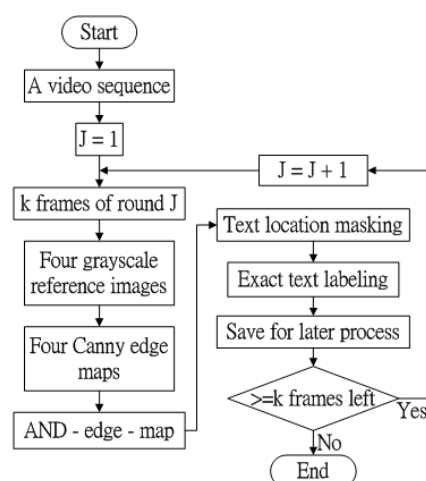 Start
A video sequence
J = 1
J = J + 1
k frames of round J
Four grayscale
reference images
Four Canny edge
maps
AND - edge - map
Text location masking
Exact text labeling
Save for later process
>=k frames left
Yes
No
End